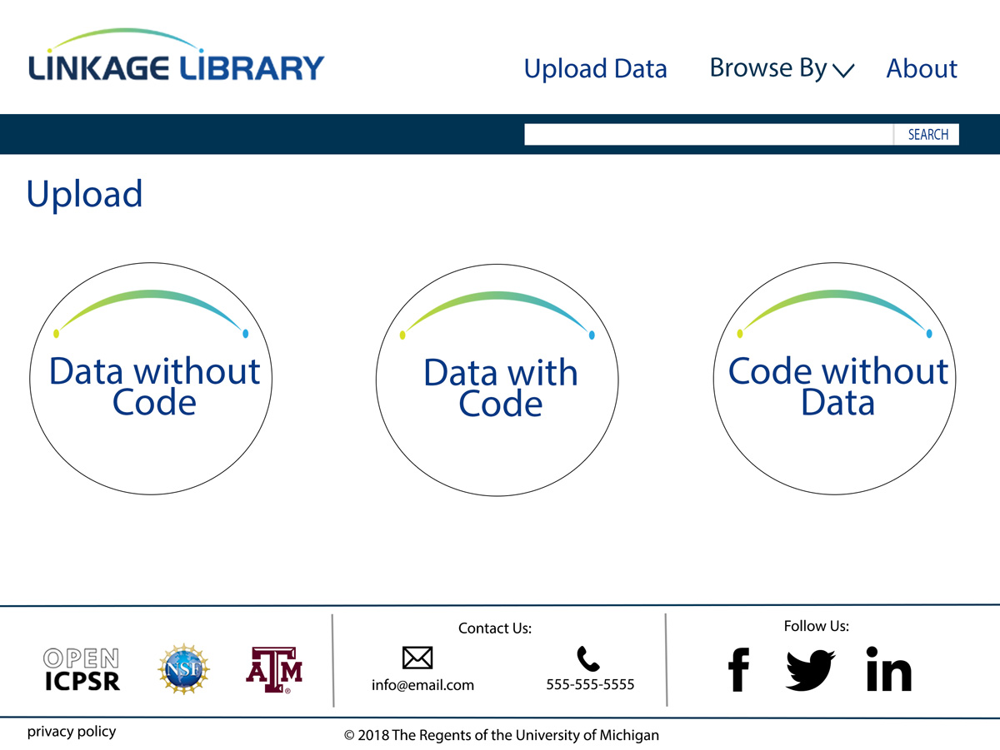 LINKAGE LIBRARY
Upload Data
Browse By
About
SEARCH
Upload
Data without
Code
Data with
Code
Code without
Data
OPEN
ICPSR
NSF
ATM
®
Contact Us:
info@email.com
555-555-5555
Follow Us:
f
in
privacy policy
© 2018 The Regents of the University of Michigan